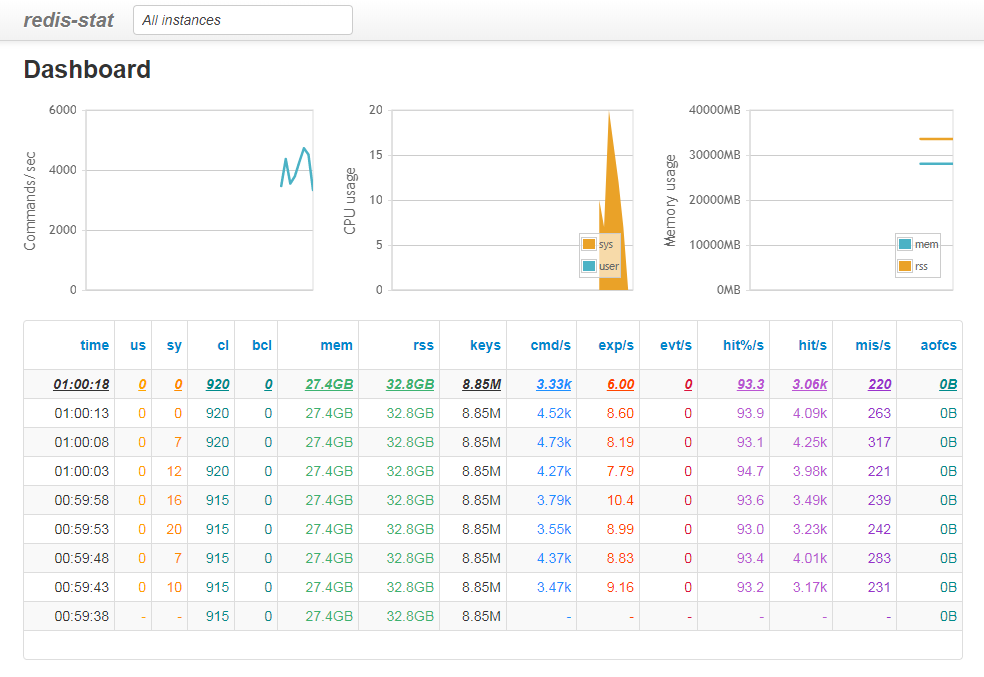 redis-stat All instances
Dashboard
Commands/ sec
6000
4000
2000
0
CPU usage
20
15
10
5
0
sys
user
Memory usage
40000MB
30000MB
20000MB
10000MB
0MB
mem
rss
time us sy cl bcl mem rss keys cmd/s exp/s evt/s hit%/s hit/s mis/s aofcs
01:00:18 0 0 920 0 27.4GB 32.8GB 8.85M 3.33k 6.00 0 93.3 3.06k 220 0B
01:00:13 0 0 920 0 27.4GB 32.8GB 8.85M 4.52k 8.60 0 93.9 4.09k 263 0B
01:00:08 0 7 920 0 27.4GB 32.8GB 8.85M 4.73k 8.19 0 93.1 4.25k 317 0B
01:00:03 0 12 920 0 27.4GB 32.8GB 8.85M 4.27k 7.79 0 94.7 3.98k 221 0B
00:59:58 0 16 915 0 27.4GB 32.8GB 8.85M 3.79k 10.4 0 93.6 3.49k 239 0B
00:59:53 0 20 915 0 27.4GB 32.8GB 8.85M 3.55k 8.99 0 93.0 3.23k 242 0B
00:59:48 0 7 915 0 27.4GB 32.8GB 8.85M 4.37k 8.83 0 93.4 4.01k 283 0B
00:59:43 0 10 915 0 27.4GB 32.8GB 8.85M 3.47k 9.16 0 93.2 3.17k 231 0B
00:59:38 - - 915 0 27.4GB 32.8GB 8.85M - - - - - - 0B